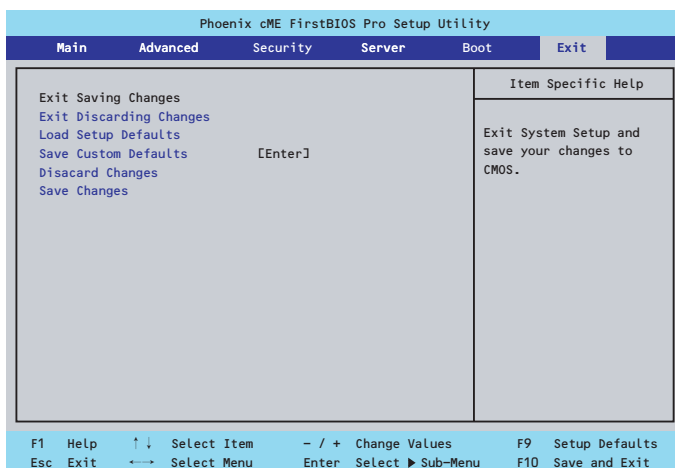 Phoenix cME FirstBIOS Pro Setup Utility
Main Advanced Security Server Boot Exit
Item Specific Help
Exit Saving Changes
Exit Discarding Changes
Load Setup Defaults
Save Custom Defaults [Enter]
Disacard Changes
Save Changes
Exit System Setup and
save your changes to
CMOS.
F1 Help ↑↓ Select Item - / + Change Values F9 Setup Defaults
Esc Exit ←→ Select Menu Enter Select ▶ Sub-Menu F10 Save and Exit